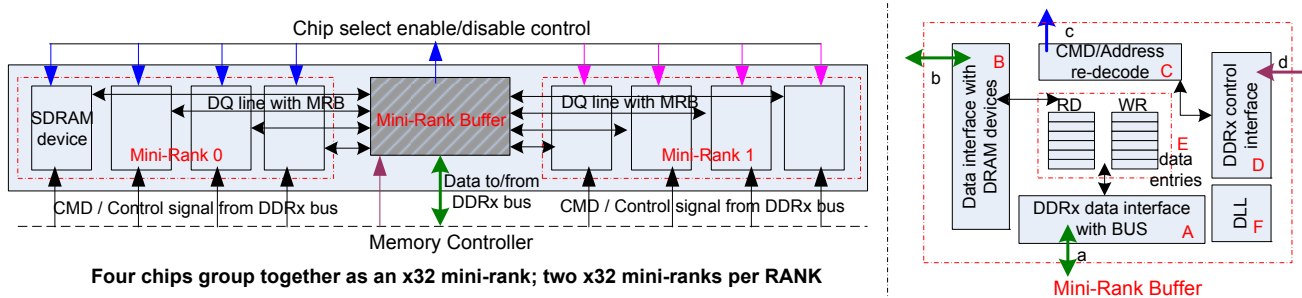 Chip select enable/disable control
SDRAM
device
DQ line with MRB
Mini-Rank 0
Mini-Rank Buffer
DQ line with MRB
Mini-Rank 1
CMD / Control signal from DDRx bus
Data to/from
DDRx bus
CMD / Control signal from DDRx bus
Memory Controller
Four chips group together as an x32 mini-rank; two x32 mini-ranks per RANK
c
b
B
Data interface with
DRAM devices
CMD/Address
re-decode
C
d
DDRx control
interface
D
RD
WR
E
data
entries
DDRx data interface
with BUS
A
DLL
F
a
Mini-Rank Buffer